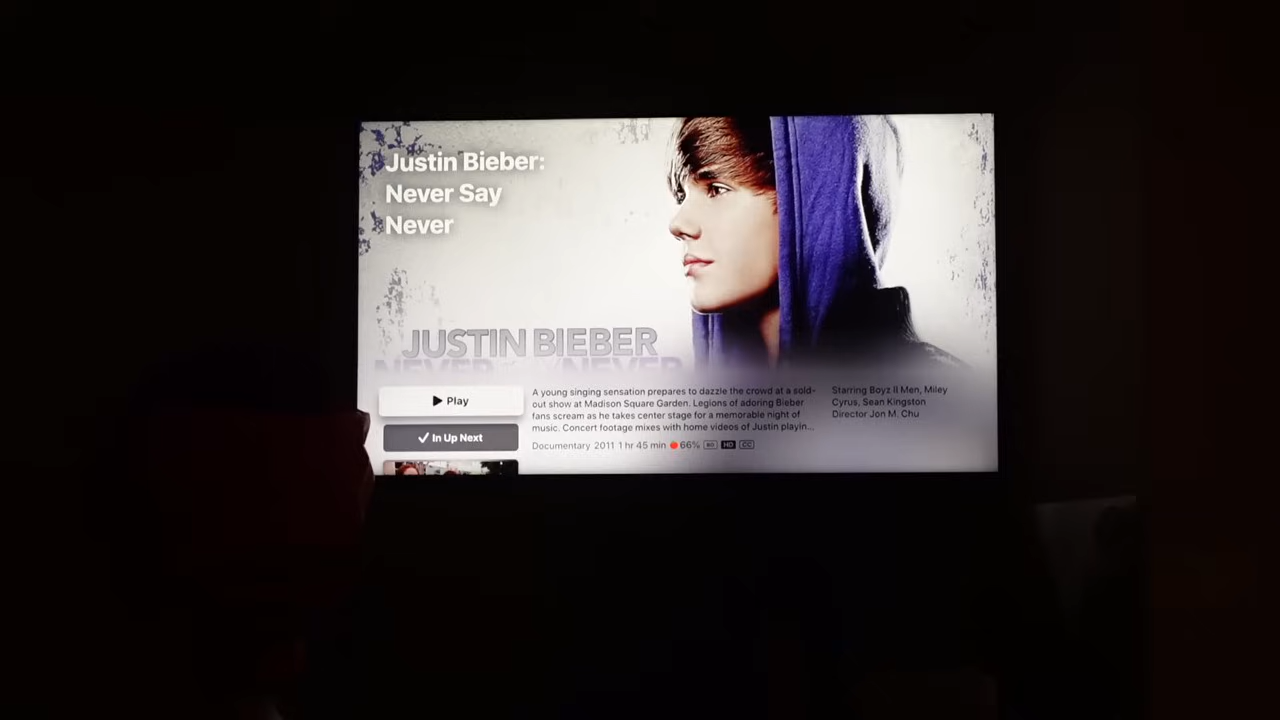 Justin Bieber:
Never Say
Never
JUSTIN BIEBER
NEVER NEVER
Play
In Up Next
A young singing sensation prepares to dazzle the crowd at a sold-
out show at Madison Square Garden. Legions of adoring Bieber
fans scream as he takes center stage for a memorable night of
music. Concert footage mixes with home videos of Justin playin...
Documentary 2011 1 hr 45 min 66% HD CC
Starring Boyz II Men, Miley
Cyrus, Sean Kingston
Director Jon M. Chu